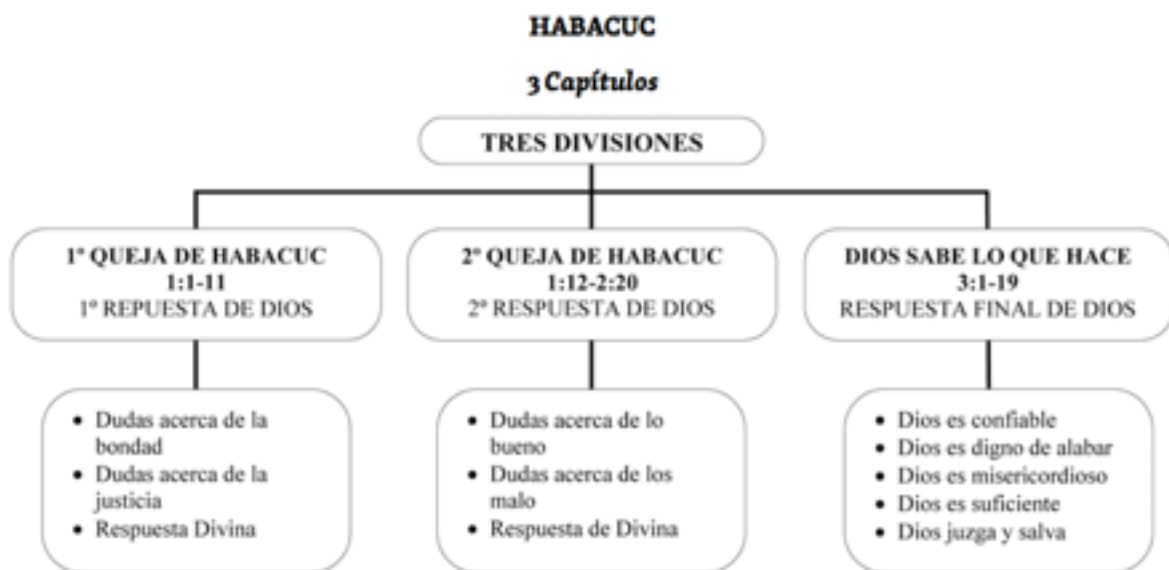 HABACUC
3 Capítulos
TRES DIVISIONES
1º QUEJA DE HABACUC
1:1-11
1º REPUESTA DE DIOS
2º QUEJA DE HABACUC
1:12-2:20
2º RESPUESTA DE DIOS
DIOS SABE LO QUE HACE
3:1-19
RESPUESTA FINAL DE DIOS
• Dudas acerca de la
bondad
• Dudas acerca de la
justicia
• Respuesta Divina
• Dudas acerca de lo
bueno
• Dudas acerca de los
malo
• Respuesta de Divina
• Dios es confiable
• Dios es digno de alabar
• Dios es misericordioso
• Dios es suficiente
• Dios juzga y salva